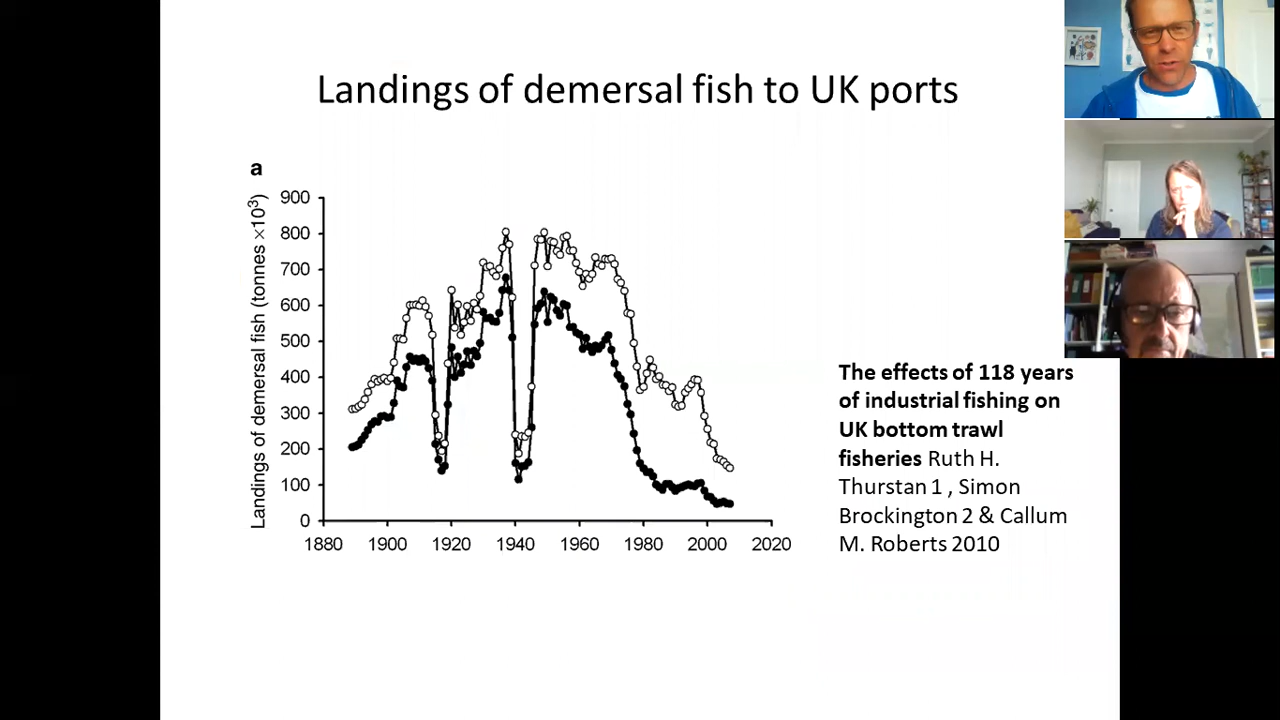 Landings of demersal fish to UK ports
a
Landings of demersal fish (tonnes ×10³)
900
800
700
600
500
400
300
200
100
0
1880 1900 1920 1940 1960 1980 2000 2020
The effects of 118 years
of industrial fishing on
UK bottom trawl
fisheries Ruth H.
Thurstan 1 , Simon
Brockington 2 & Callum
M. Roberts 2010